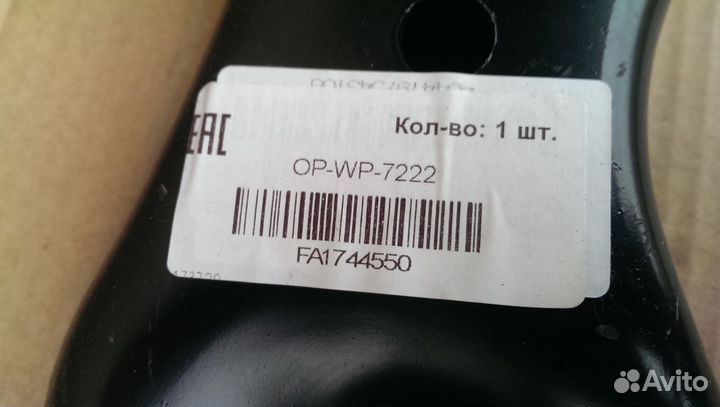 EAC
Кол-во: 1 шт.
OP-WP-7222
FA1744550
Avito